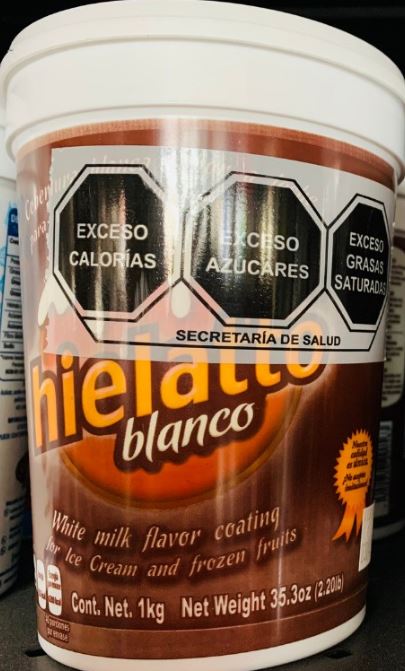 EXCESO
CALORÍAS
EXCESO
AZÚCARES
EXCESO
GRASAS
SATURADAS
SECRETARÍA DE SALUD
hielatto
blanco
White milk flavor coating
for Ice Cream and frozen fruits
Cont. Net. 1kg Net Weight 35.3oz (2.20lb)